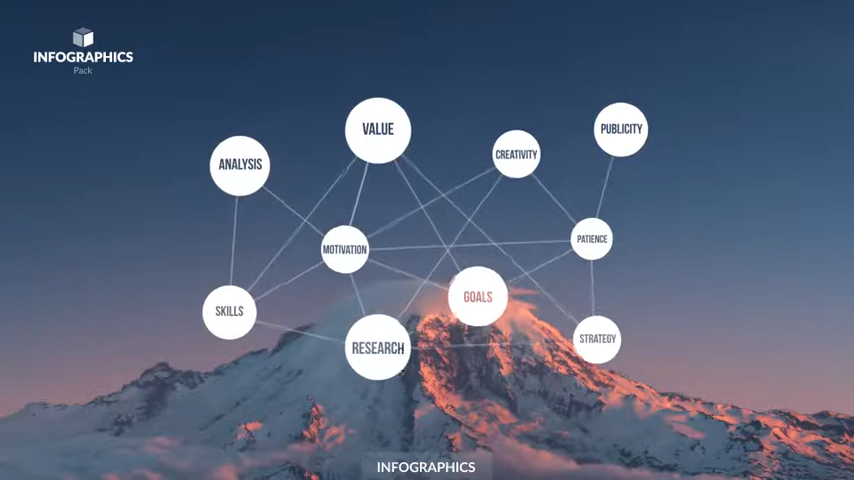 INFOGRAPHICS
Pack
VALUE
PUBLICITY
CREATIVITY
ANALYSIS
MOTIVATION
PATIENCE
GOALS
SKILLS
STRATEGY
RESEARCH
INFOGRAPHICS